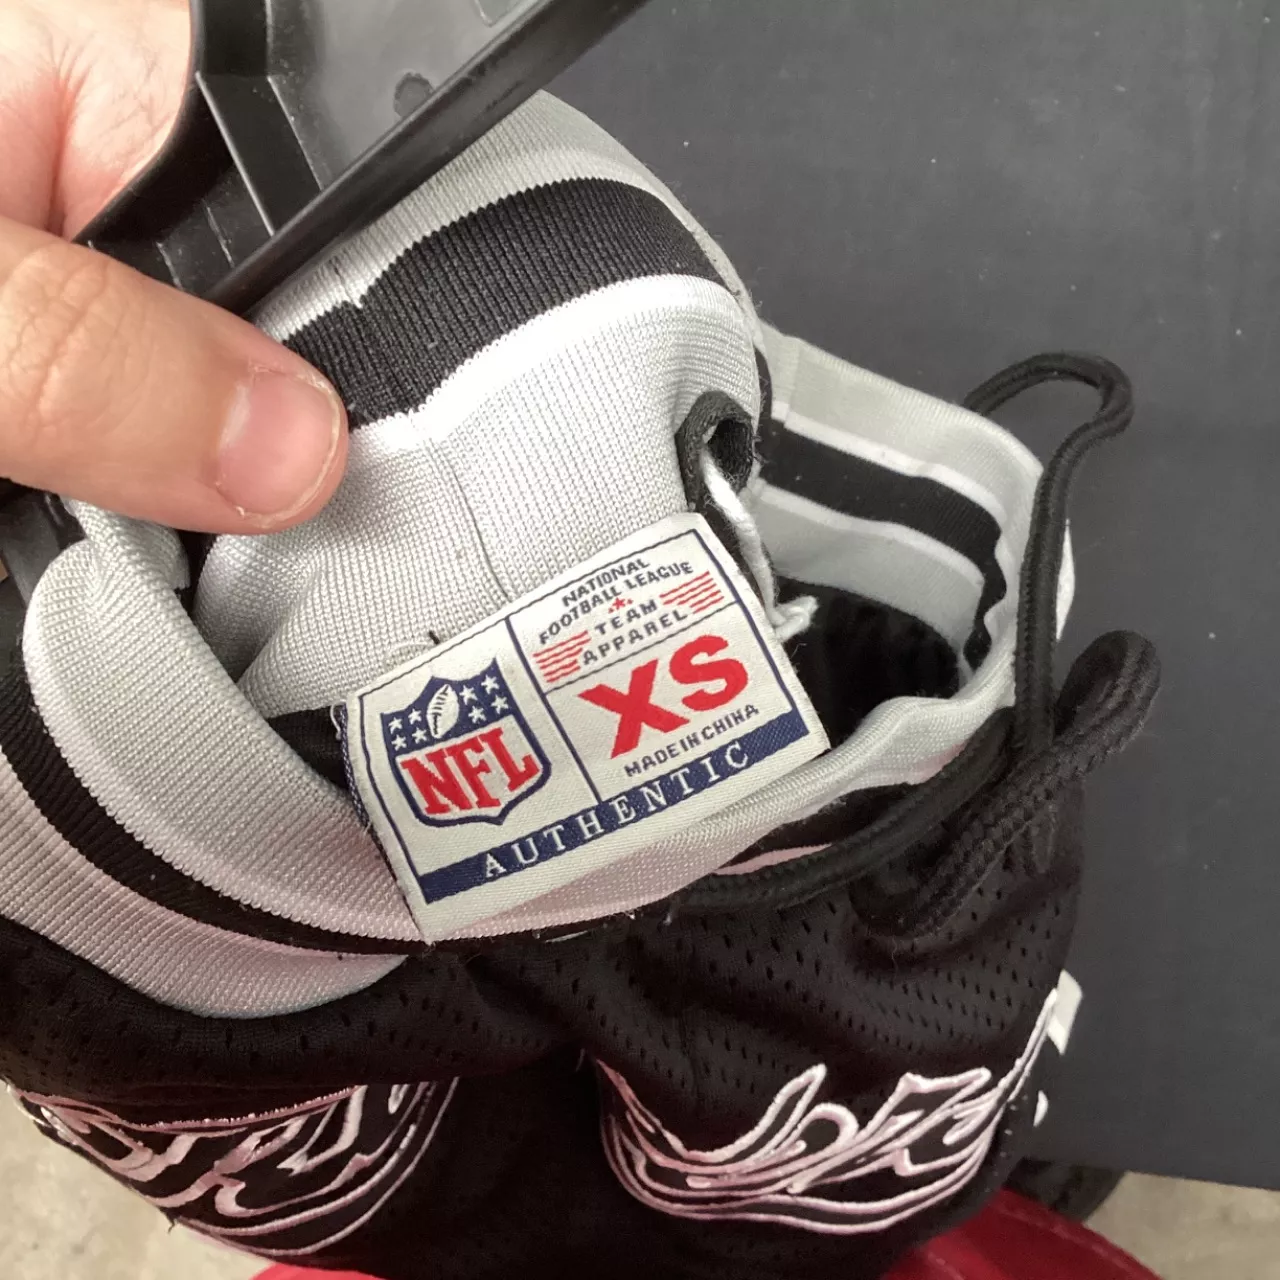 NATIONAL
FOOTBALL LEAGUE
TEAM
APPAREL
XS
MADE IN CHINA
NFL
AUTHENTIC